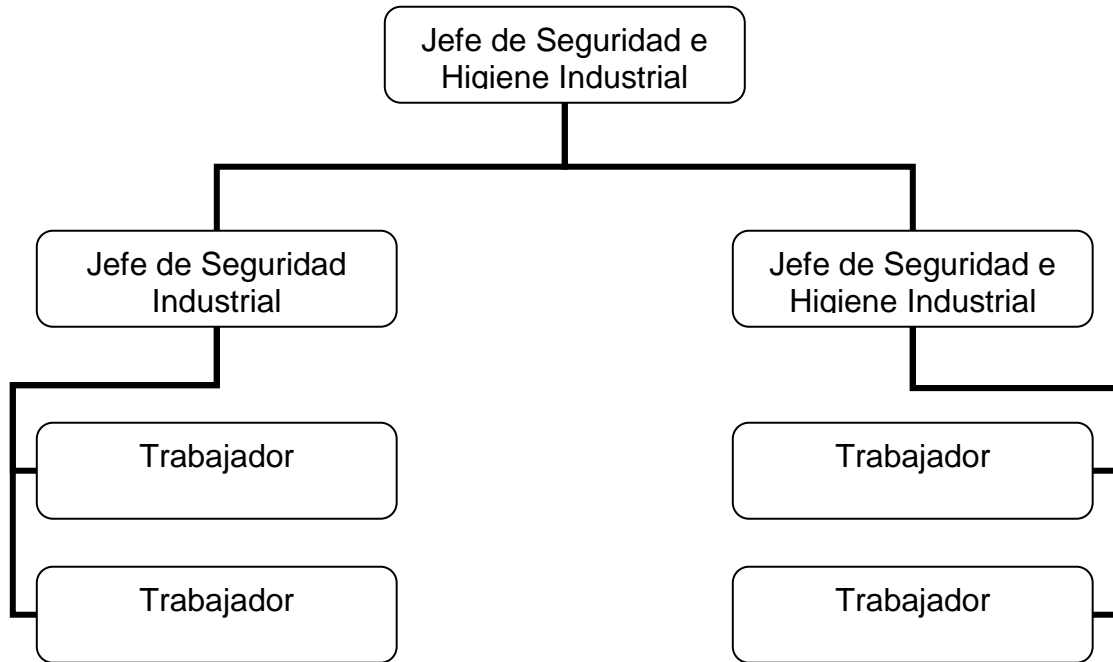 Jefe de Seguridad e
Higiene Industrial
Jefe de Seguridad
Industrial
Jefe de Seguridad e
Higiene Industrial
Trabajador
Trabajador
Trabajador
Trabajador